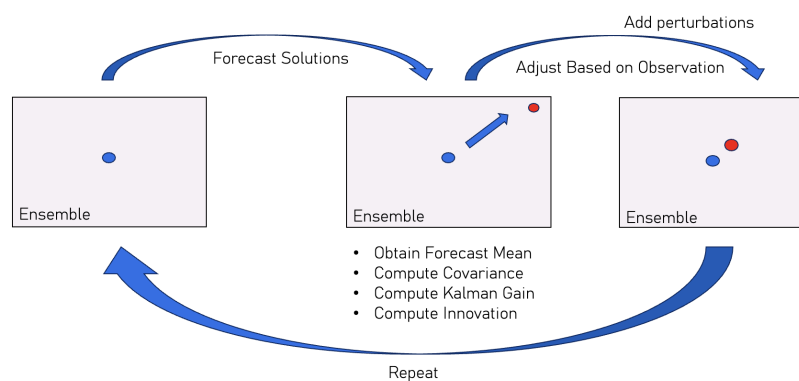 Add perturbations
Forecast Solutions
Adjust Based on Observation
Ensemble
Ensemble
Ensemble
• Obtain Forecast Mean
• Compute Covariance
• Compute Kalman Gain
• Compute Innovation
Repeat